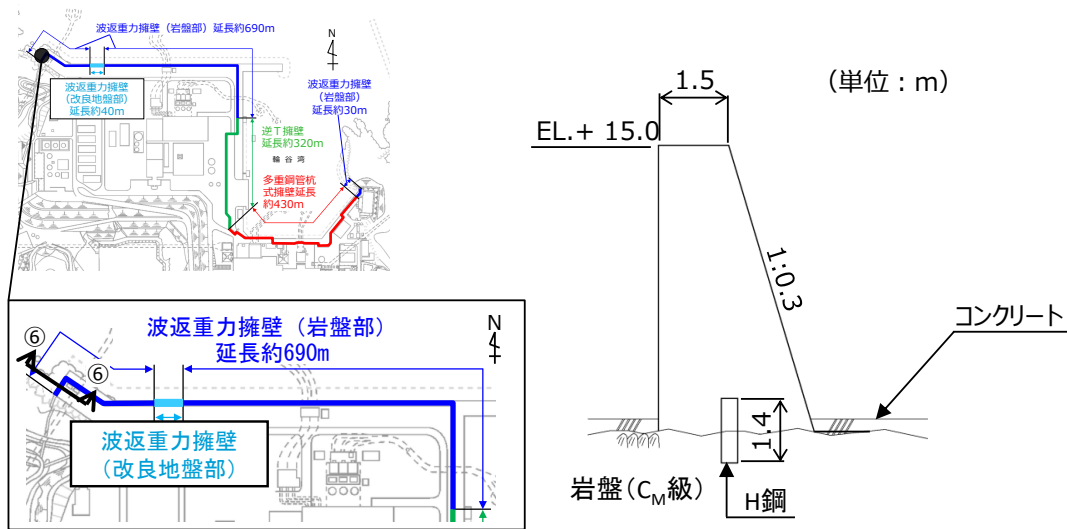 波返重力擁壁（岩盤部）延長約690m
N
波返重力擁壁
（改良地盤部）
延長約40m
波返重力擁壁
（岩盤部）
延長約30m
逆T擁壁
延長約320m
輪谷湾
多重鋼管杭
式擁壁延長
約430m
⑥
⑥
波返重力擁壁（岩盤部）
延長約690m
N
波返重力擁壁
（改良地盤部）
（単位：m）
1.5
EL.+ 15.0
1:0.3
コンクリート
1.4
岩盤（CM級）
H鋼